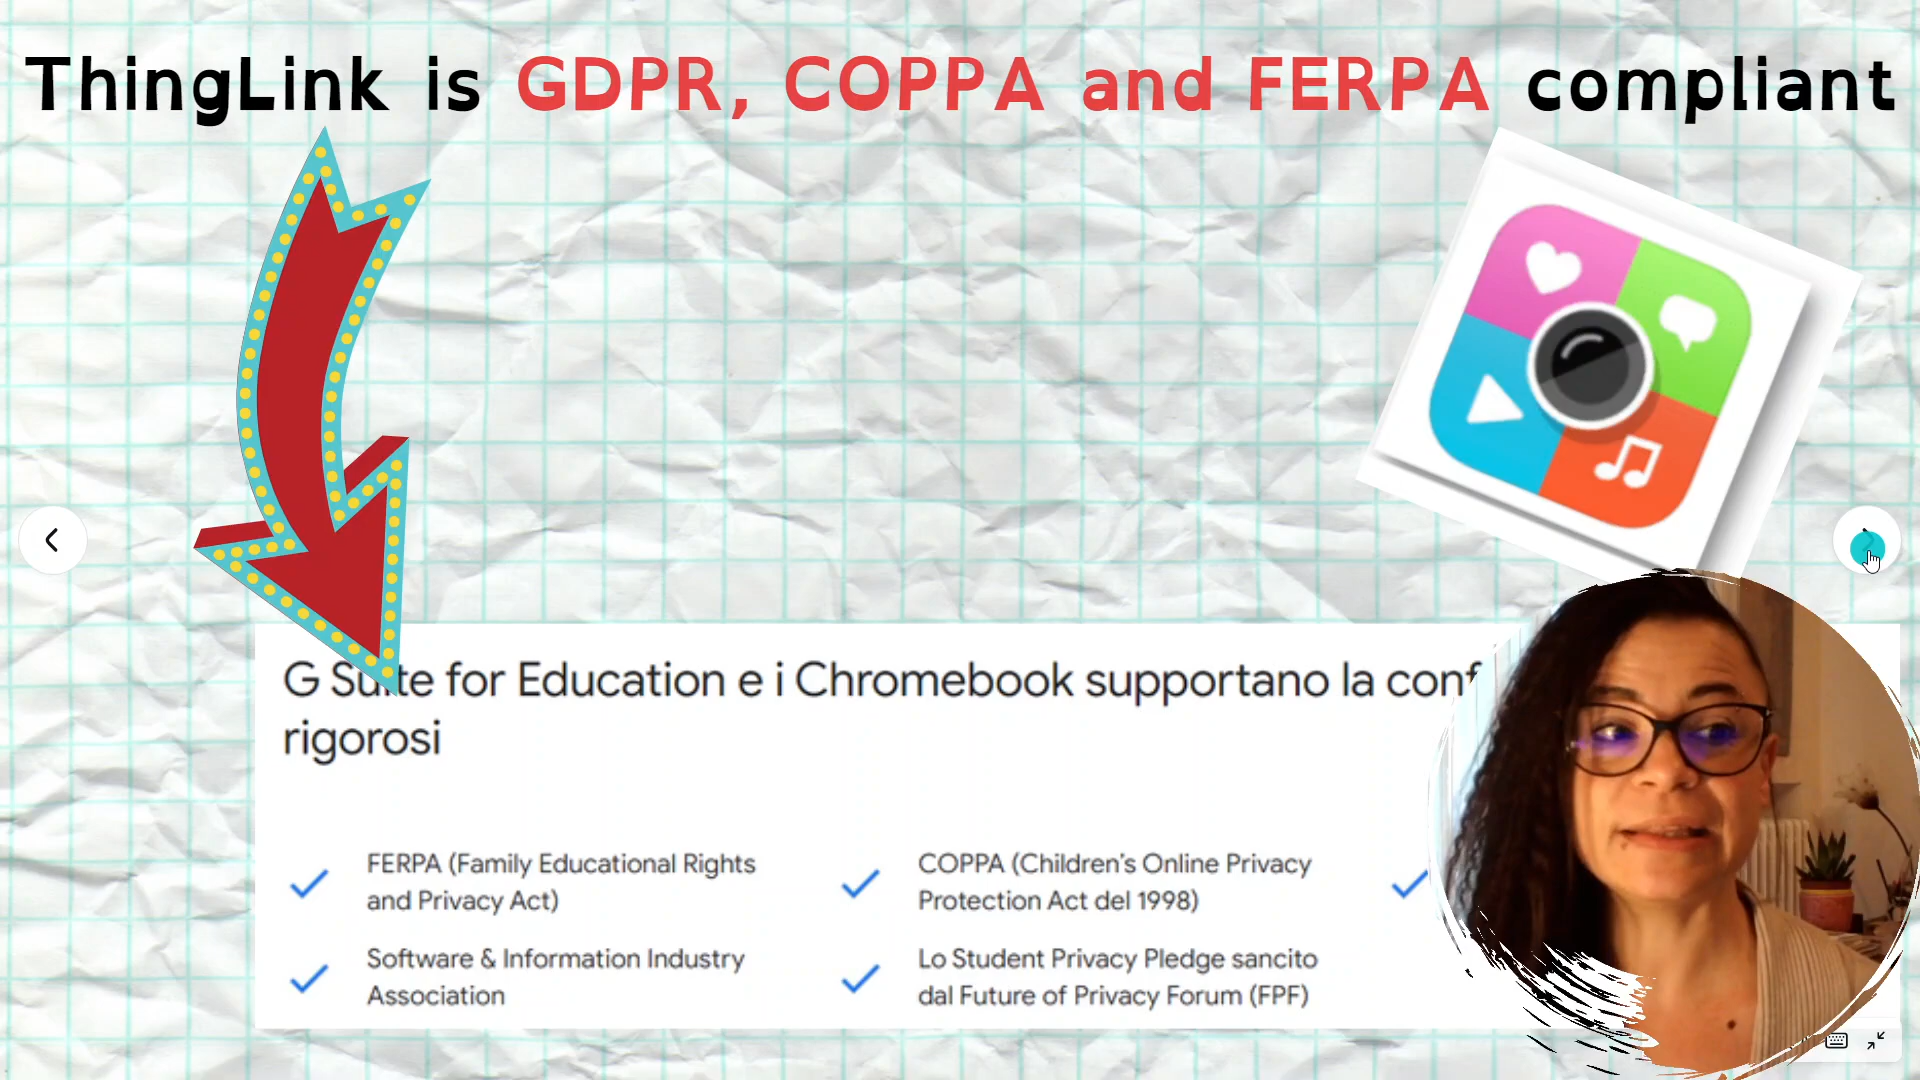 ThingLink is GDPR, COPPA and FERPA compliant
G Suite for Education e i Chromebook supportano la
rigorosi
FERPA (Family Educational Rights
and Privacy Act)
COPPA (Children's Online Privacy
Protection Act del 1998)
Software & Information Industry
Association
Lo Student Privacy Pledge sancito
dal Future of Privacy Forum (FPF)